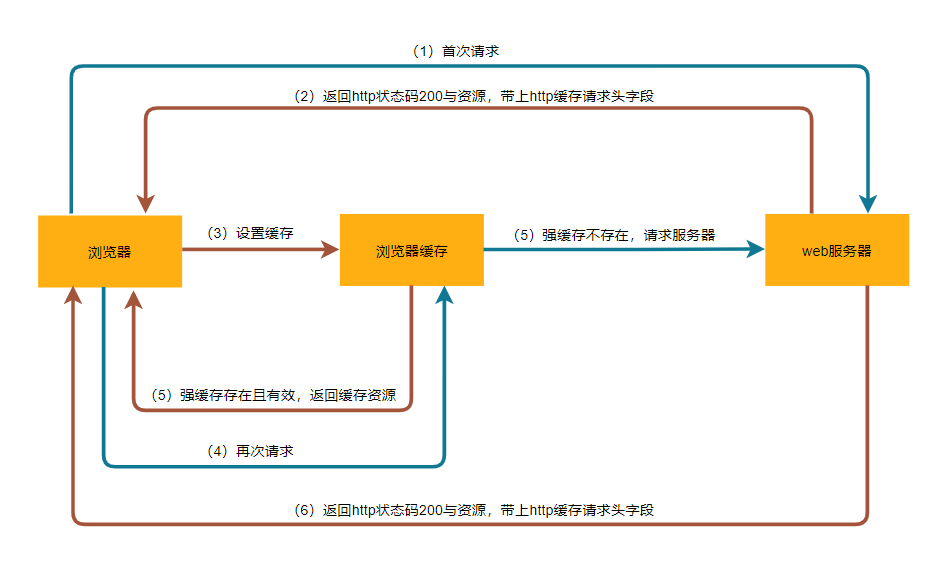 （1）首次请求
（2）返回http状态码200与资源，带上http缓存请求头字段
浏览器
（3）设置缓存
浏览器缓存
（5）强缓存不存在，请求服务器
web服务器
（5）强缓存存在且有效，返回缓存资源
（4）再次请求
（6）返回http状态码200与资源，带上http缓存请求头字段